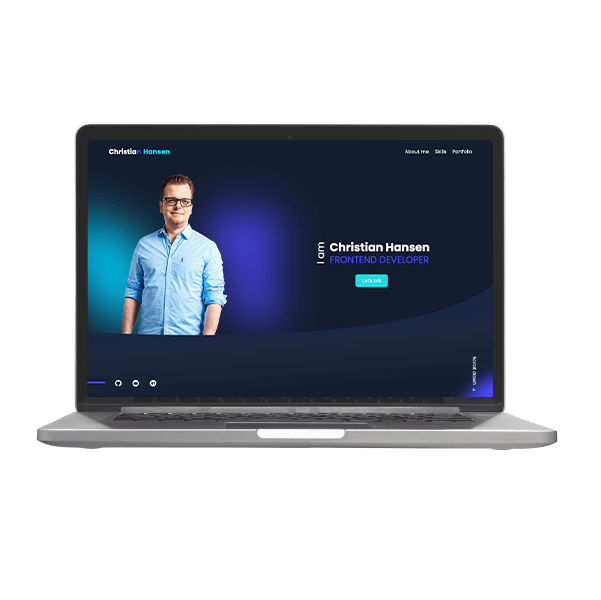 Christian Hansen
About me Skills Portfolio
I am
Christian Hansen
FRONTEND DEVELOPER
Let's talk
Scroll down